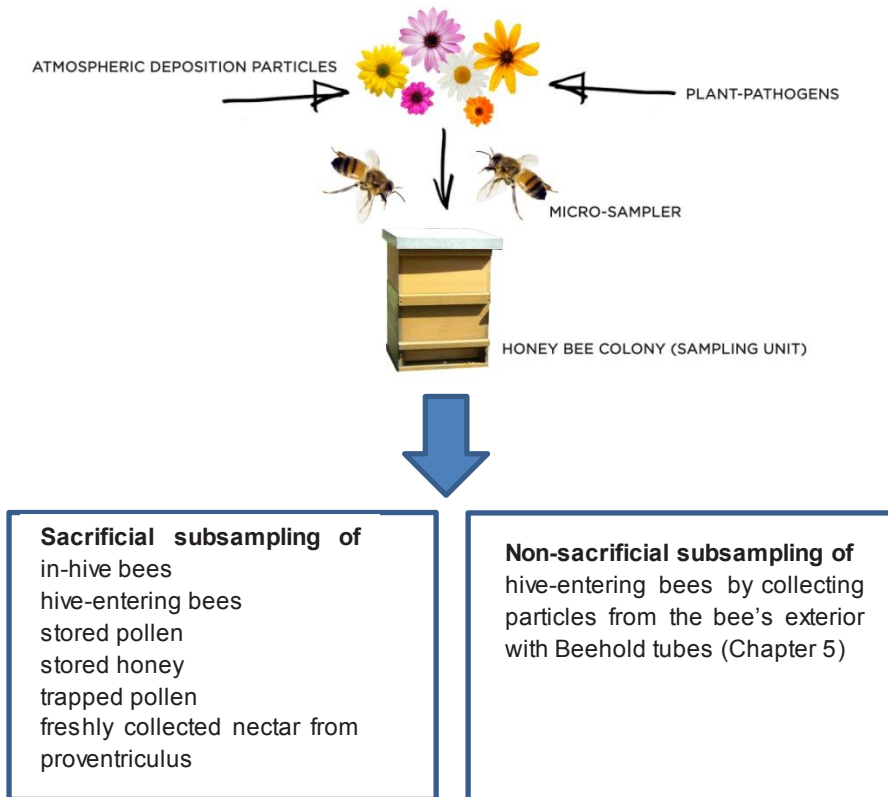 ATMOSPHERIC DEPOSITION PARTICLES
PLANT-PATHOGENS
MICRO-SAMPLER
HONEY BEE COLONY (SAMPLING UNIT)
Sacrificial subsampling of
in-hive bees
hive-entering bees
stored pollen
stored honey
trapped pollen
freshly collected nectar from
proventriculus
Non-sacrificial subsampling of
hive-entering bees by collecting
particles from the bee's exterior
with Beehold tubes (Chapter 5)